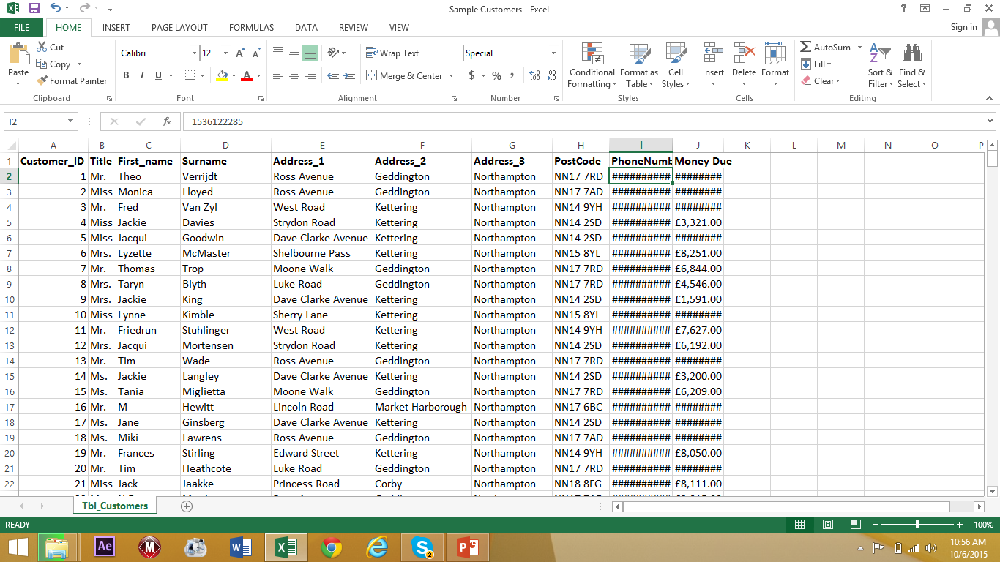 Sample Customers - Excel
FILE HOME INSERT PAGE LAYOUT FORMULAS DATA REVIEW VIEW Sign in
Paste Cut Copy Format Painter Clipboard
Calibri 12 B I U Font
Wrap Text Merge & Center Alignment
Special $ % , Number
Conditional Formatting Format as Table Cell Styles Styles
Insert Delete Format Cells
AutoSum Fill Clear Sort & Filter Find & Select Editing
I2 fx 1536122285
A B C D E F G H I J K L M N O P
1 Customer_ID Title First_name Surname Address_1 Address_2 Address_3 PostCode PhoneNumb Money Due
2 1 Mr. Theo Verrijdt Ross Avenue Geddington Northampton NN17 7RD ########## ########
3 2 Miss Monica Lloyed Ross Avenue Geddington Northampton NN17 7AD ########## ########
4 3 Mr. Fred Van Zyl West Road Kettering Northampton NN14 9YH ########## ########
5 4 Miss Jackie Davies Strydon Road Kettering Northampton NN14 2SD ########## £3,321.00
6 5 Miss Jacqui Goodwin Dave Clarke Avenue Kettering Northampton NN14 2SD ########## ########
7 6 Mrs. Lyzette McMaster Shelbourne Pass Kettering Northampton NN15 8YL ########## £8,251.00
8 7 Mr. Thomas Trop Moone Walk Geddington Northampton NN17 7RD ########## £6,844.00
9 8 Mrs. Taryn Blyth Luke Road Geddington Northampton NN17 7RD ########## £4,546.00
10 9 Mrs. Jackie King Dave Clarke Avenue Kettering Northampton NN14 2SD ########## £1,591.00
11 10 Miss Lynne Kimble Sherry Lane Kettering Northampton NN15 8YL ########## ########
12 11 Mr. Friedrun Stuhlinger West Road Kettering Northampton NN14 9YH ########## £7,627.00
13 12 Mrs. Jacqui Mortensen Strydon Road Kettering Northampton NN14 2SD ########## £6,192.00
14 13 Mr. Tim Wade Ross Avenue Geddington Northampton NN17 7RD ########## ########
15 14 Ms. Jackie Langley Dave Clarke Avenue Kettering Northampton NN14 2SD ########## £3,200.00
16 15 Ms. Tania Miglietta Moone Walk Geddington Northampton NN17 7RD ########## £6,209.00
17 16 Mr. M Hewitt Lincoln Road Market Harborough Northampton NN17 6BC ########## ########
18 17 Ms. Jane Ginsberg Dave Clarke Avenue Kettering Northampton NN14 2SD ########## ########
19 18 Ms. Miki Lawrens Ross Avenue Geddington Northampton NN17 7AD ########## ########
20 19 Mr. Frances Stirling Edward Street Kettering Northampton NN14 9YH ########## £8,050.00
21 20 Mr. Tim Heathcote Luke Road Geddington Northampton NN17 7RD ########## ########
22 21 Miss Jack Jaakke Princess Road Corby Northampton NN18 8FG ########## £8,111.00
Tbl_Customers
READY 100%
Ae M W S 2 P
10:56 AM
10/6/2015